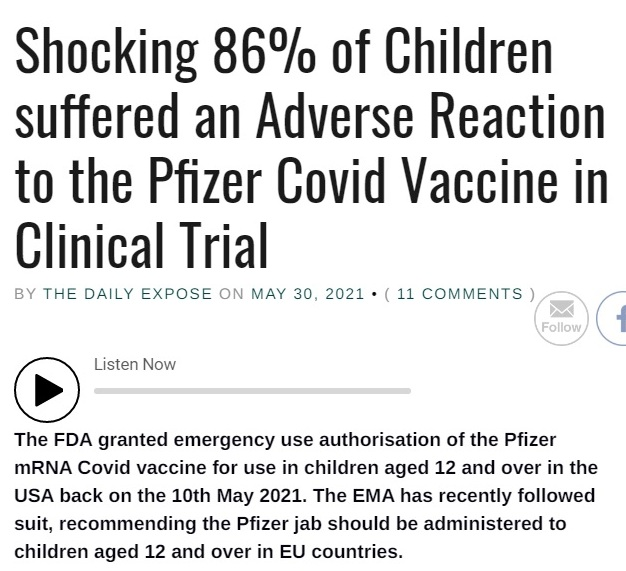 Shocking 86% of Children
suffered an Adverse Reaction
to the Pfizer Covid Vaccine in
Clinical Trial
BY THE DAILY EXPOSE ON MAY 30, 2021 • ( 11 COMMENTS )
Follow
Listen Now
The FDA granted emergency use authorisation of the Pfizer
mRNA Covid vaccine for use in children aged 12 and over in the
USA back on the 10th May 2021. The EMA has recently followed
suit, recommending the Pfizer jab should be administered to
children aged 12 and over in EU countries.